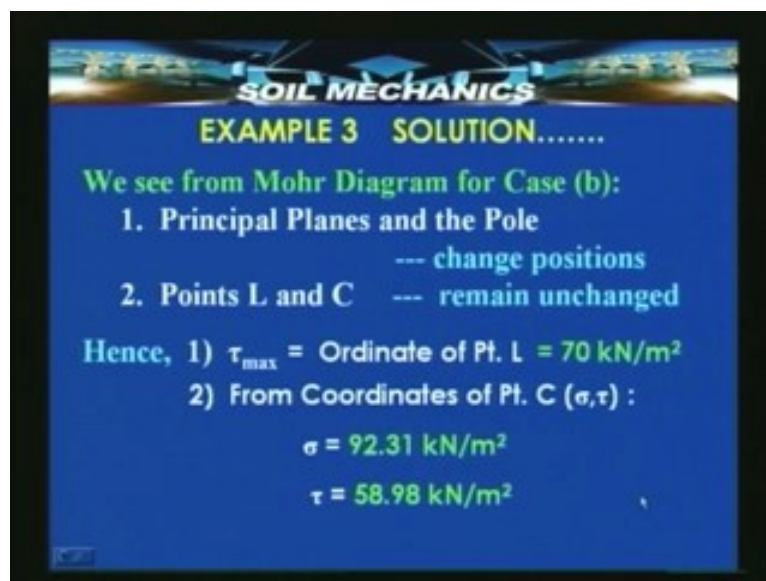 SOIL MECHANICS
EXAMPLE 3 SOLUTION.......
We see from Mohr Diagram for Case (b):
1. Principal Planes and the Pole
--- change positions
2. Points L and C --- remain unchanged
Hence, 1) τmax = Ordinate of Pt. L = 70 kN/m²
2) From Coordinates of Pt. C (σ,τ) :
σ = 92.31 kN/m²
τ = 58.98 kN/m²